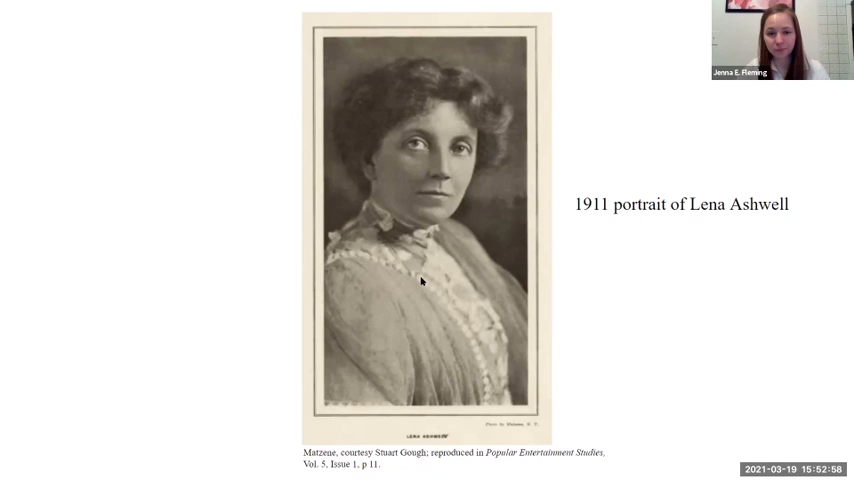 Jenna E. Fleming
1911 portrait of Lena Ashwell
LENA ASHWELL
Matzene, courtesy Stuart Gough; reproduced in Popular Entertainment Studies,
Vol. 5, Issue 1, p 11.
2021-03-19 15:52:58